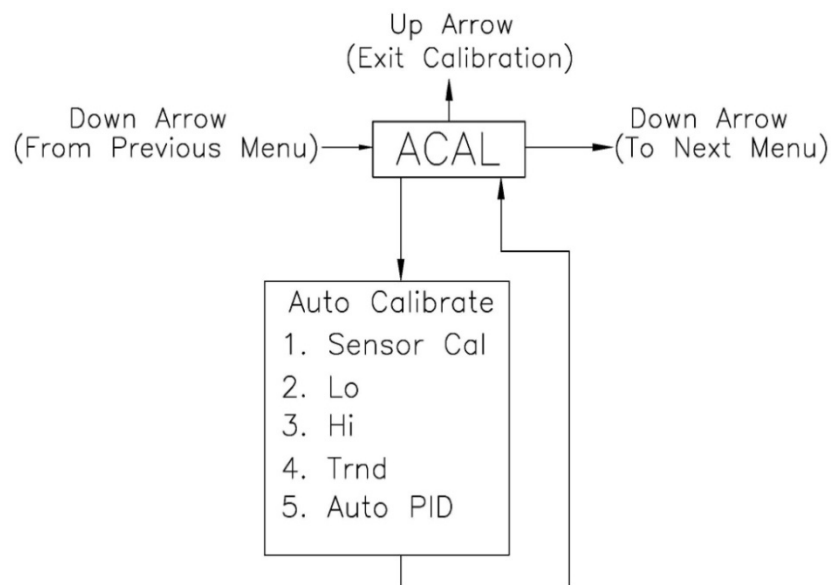 Up Arrow
(Exit Calibration)
Down Arrow
(From Previous Menu)
ACAL
Down Arrow
(To Next Menu)
Auto Calibrate
1. Sensor Cal
2. Lo
3. Hi
4. Trnd
5. Auto PID